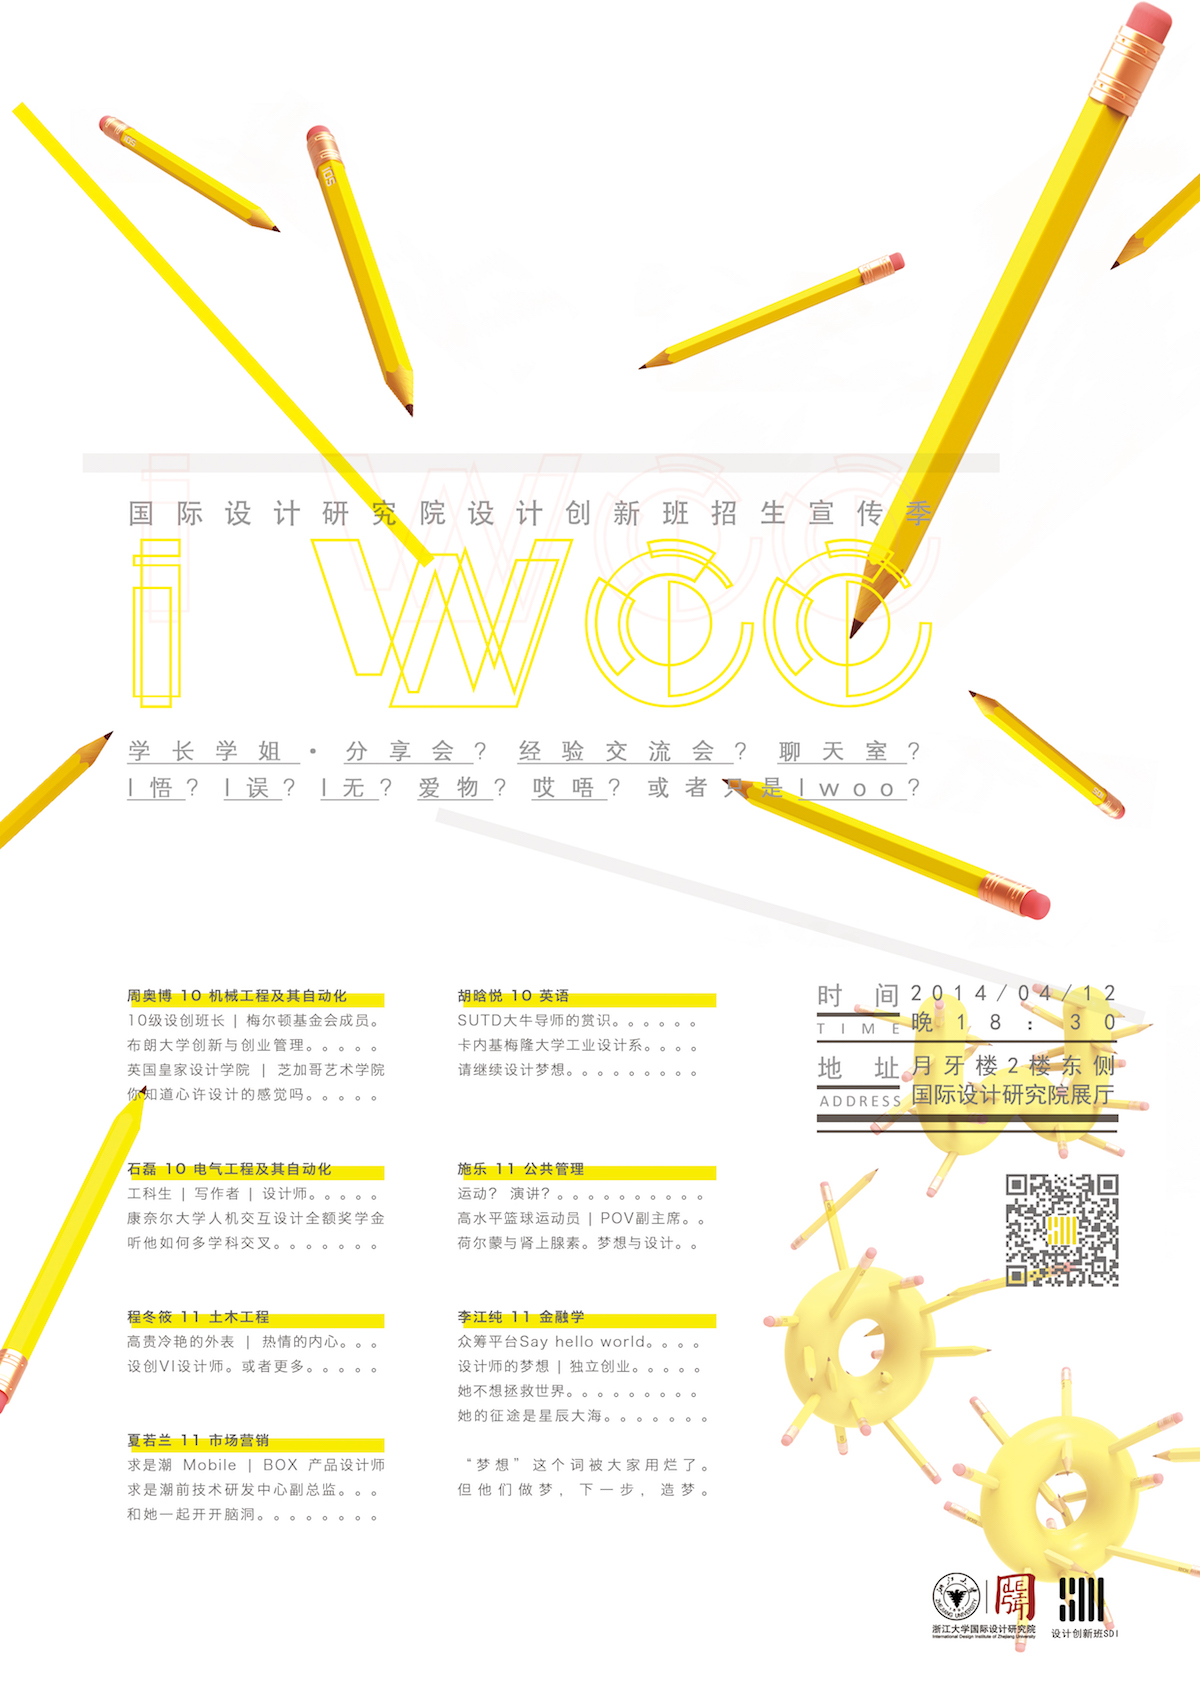 国际设计研究院设计创新班招生宣传季
i woo
学长学姐·分享会？经验交流会？聊天室？
I悟？I误？I无？爱物？哎唔？或者只是Iwoo？
周奥博 10 机械工程及其自动化
10级设创班长 | 梅尔顿基金会成员。
布朗大学创新与创业管理。。。。。
英国皇家设计学院 | 芝加哥艺术学院
你知道心许设计的感觉吗。。。。。
石磊 10 电气工程及其自动化
工科生 | 写作者 | 设计师。。。。。
康奈尔大学人机交互设计全额奖学金
听他如何多学科交叉。。。。。。。
程冬筱 11 土木工程
高贵冷艳的外表 | 热情的内心。。。
设创VI设计师。或者更多。。。。。
夏若兰 11 市场营销
求是潮 Mobile | BOX 产品设计师
求是潮前技术研发中心副总监。。。
和她一起开开脑洞。。。。。。。。
胡晗悦 10 英语
SUTD大牛导师的赏识。。。。。。
卡内基梅隆大学工业设计系。。。。
请继续设计梦想。。。。。。。。。
施乐 11 公共管理
运动？ 演讲？。。。。。。。。。。
高水平篮球运动员 | POV副主席。。
荷尔蒙与肾上腺素。梦想与设计。。
李江纯 11 金融学
众筹平台Say hello world。。。。
设计师的梦想 | 独立创业。。。。。
她不想拯救世界。。。。。。。。。
她的征途是星辰大海。。。。。。。
“梦想”这个词被大家用烂了。
但他们做梦，下一步，造梦。
时间 2014/04/12
TIME 晚18:30
地址 月牙楼2楼东侧
ADDRESS 国际设计研究院展厅
浙江大学国际设计研究院
International Design Institute of Zhejiang University
设计创新班SDI